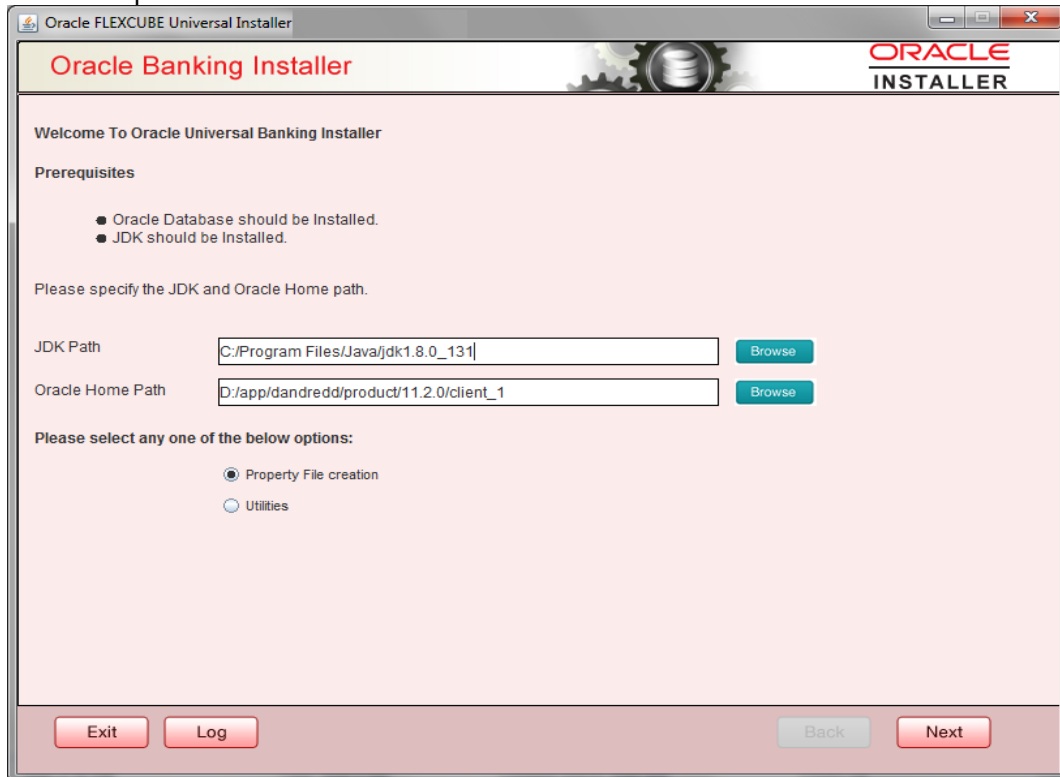 Oracle FLEXCUBE Universal Installer
Oracle Banking Installer
ORACLE
INSTALLER
Welcome To Oracle Universal Banking Installer
Prerequisites
Oracle Database should be Installed.
JDK should be Installed.
Please specify the JDK and Oracle Home path.
JDK Path C:/Program Files/Java/jdk1.8.0_131 Browse
Oracle Home Path D:/app/dandredd/product/11.2.0/client_1 Browse
Please select any one of the below options:
Property File creation
Utilities
Exit Log Back Next